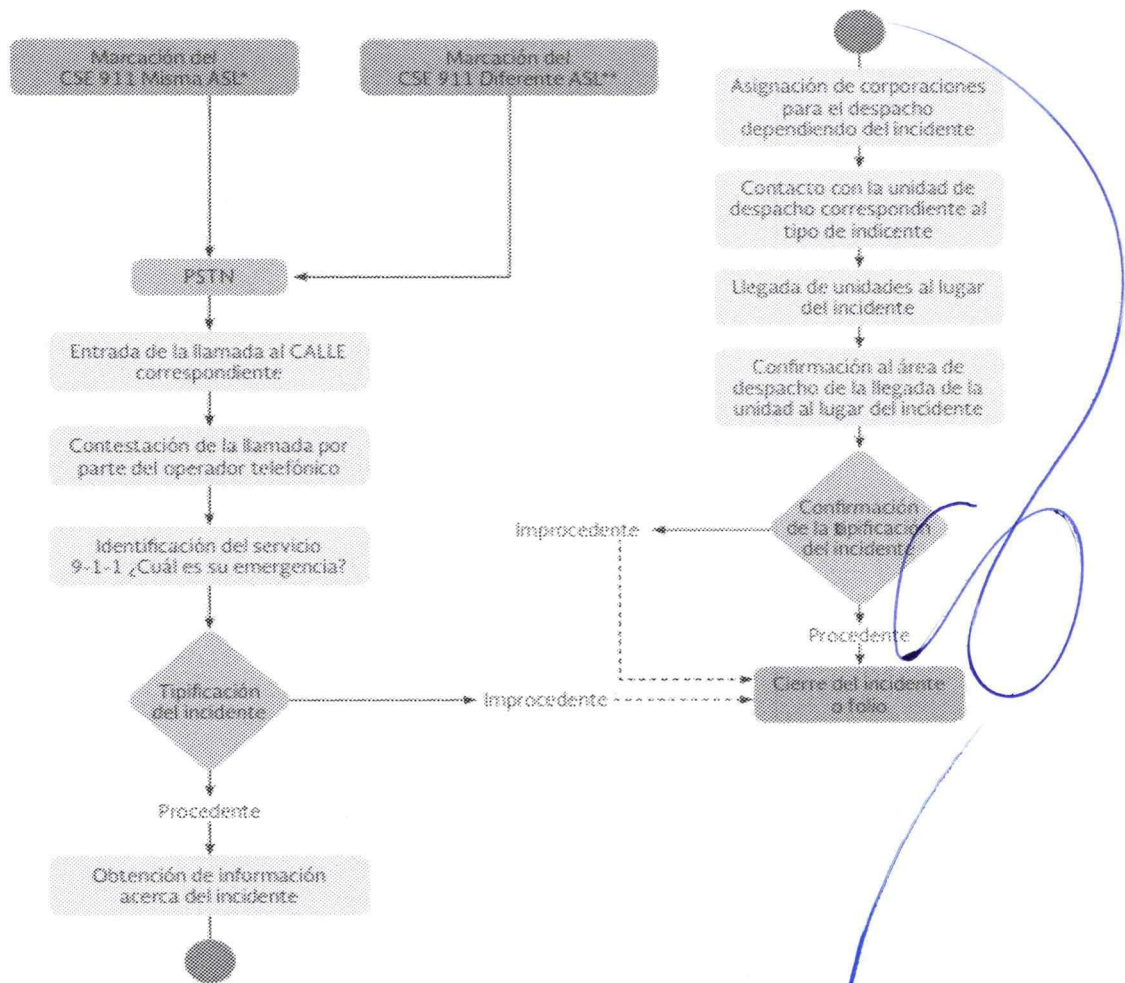 Marcación del
CSE 911 Misma ASL*
Marcación del
CSE 911 Diferente ASL**
PSTN
Entrada de la llamada al CALLE
correspondiente
Contestación de la llamada por
parte del operador telefónico
Identificación del servicio
9-1-1 ¿Cuál es su emergencia?
Tipificación
del incidente
Improcedente
Procedente
Obtención de información
acerca del incidente
Asignación de corporaciones
para el despacho
dependiendo del incidente
Contacto con la unidad de
despacho correspondiente al
tipo de indicente
Llegada de unidades al lugar
del incidente
Confirmación al área de
despacho de la llegada de la
unidad al lugar del incidente
Confirmación
de la tipificación
del incidente
Improcedente
Procedente
Cierre del incidente
o folio